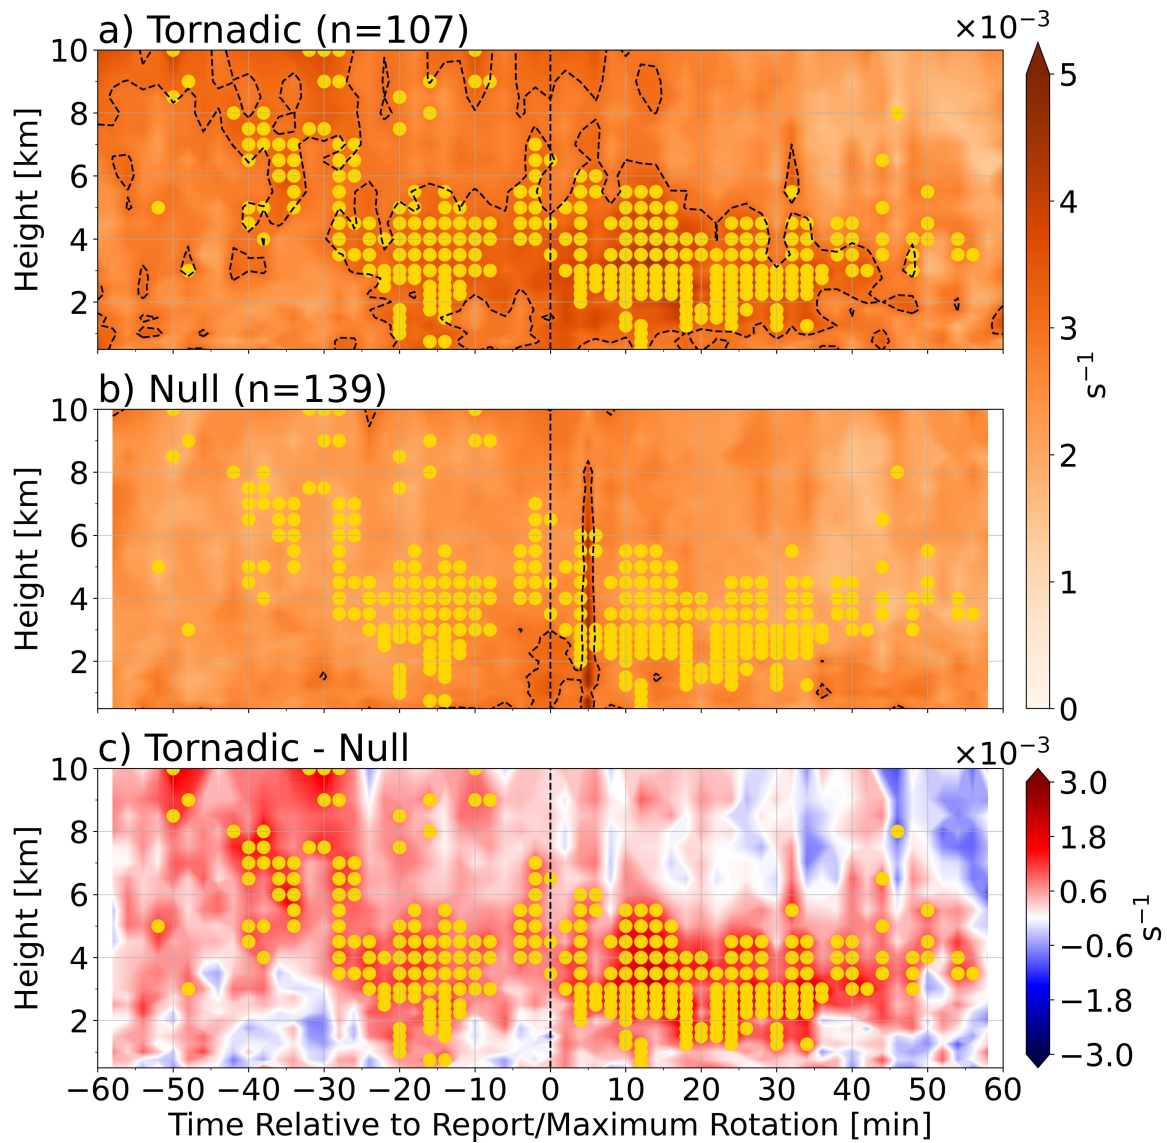 a) Tornadic (n=107)
×10⁻³
10
8
6
4
2
Height [km]
5
4
3
2
1
0
s⁻¹
b) Null (n=139)
10
8
6
4
2
Height [km]
c) Tornadic - Null
×10⁻³
10
8
6
4
2
Height [km]
3.0
1.8
0.6
−0.6
−1.8
−3.0
s⁻¹
−60 −50 −40 −30 −20 −10 0 10 20 30 40 50 60
Time Relative to Report/Maximum Rotation [min]